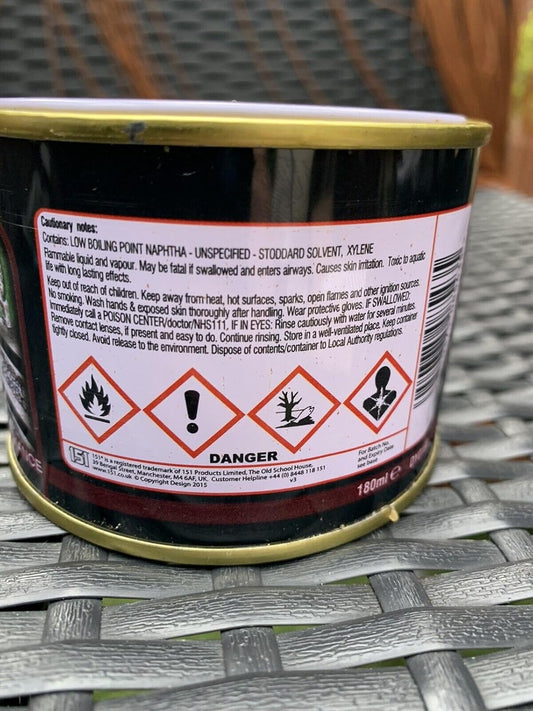 Cautionary notes:
Contains: LOW BOILING POINT NAPHTHA - UNSPECIFIED - STODDARD SOLVENT, XYLENE
Flammable liquid and vapour. May be fatal if swallowed and enters airways. Causes skin irritation. Toxic to aquatic
life with long lasting effects.
Keep out of reach of children. Keep away from heat, hot surfaces, sparks, open flames and other ignition sources.
No smoking. Wash hands & exposed skin thoroughly after handling. Wear protective gloves. IF SWALLOWED:
Immediately call a POISON CENTER/doctor/NHS111, IF IN EYES: Rinse cautiously with water for several minutes.
Remove contact lenses, if present and easy to do. Continue rinsing. Store in a well-ventilated place. Keep container
tightly closed. Avoid release to the environment. Dispose of contents/container to Local Authority regulations.
DANGER
151
151® is a registered trademark of 151 Products Limited, The Old School House,
39 Bengal Street, Manchester, M4 6AF, UK. Customer Helpline +44 (0) 8448 118 151
www.151.co.uk © Copyright Design 2015
v3
For Batch No.
and Expiry Date
see base
180ml e